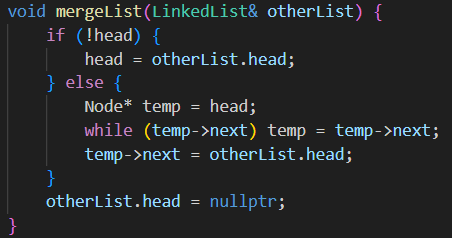 void mergeList(LinkedList& otherList) {
    if (!head) {
        head = otherList.head;
    } else {
        Node* temp = head;
        while (temp->next) temp = temp->next;
        temp->next = otherList.head;
    }
    otherList.head = nullptr;
}